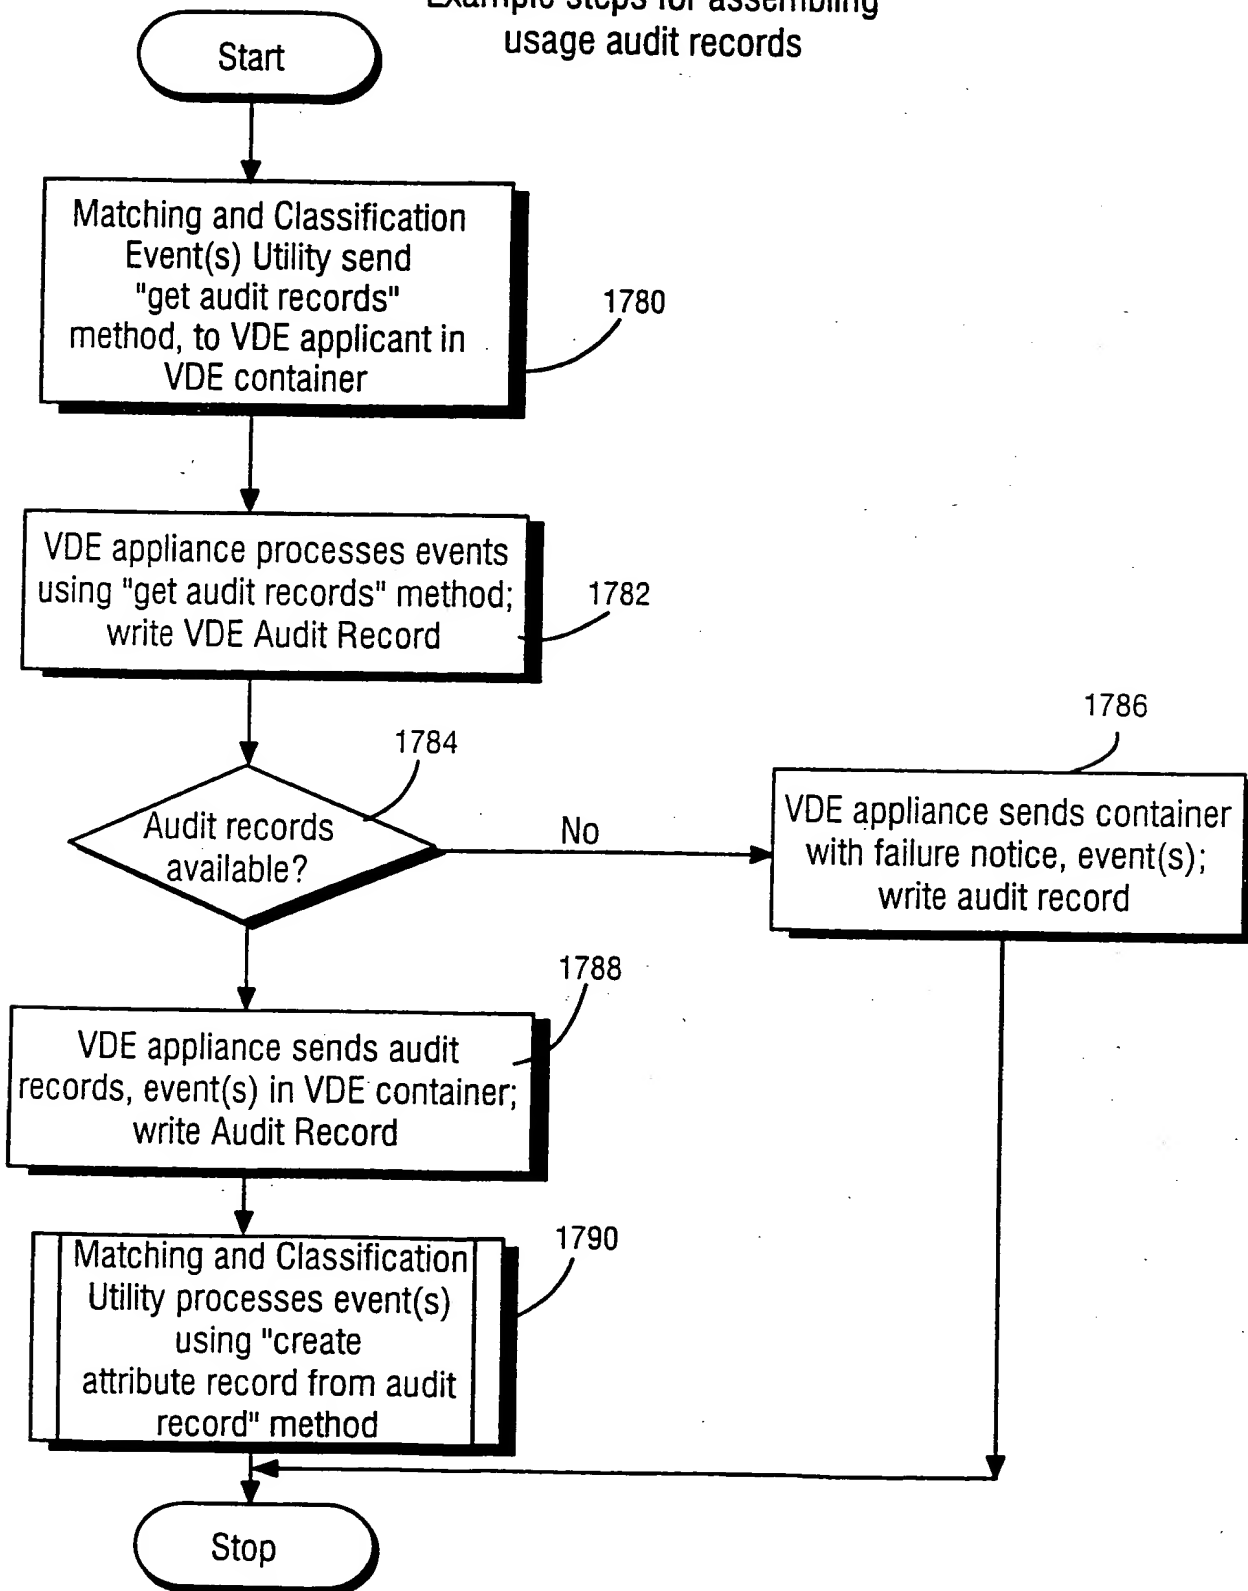 Example steps for assembling
usage audit records
Start
Matching and Classification
Event(s) Utility send
"get audit records"
method, to VDE applicant in
VDE container
1780
VDE appliance processes events
using "get audit records" method;
write VDE Audit Record
1782
1784
Audit records
available?
No
1786
VDE appliance sends container
with failure notice, event(s);
write audit record
1788
VDE appliance sends audit
records, event(s) in VDE container;
write Audit Record
1790
Matching and Classification
Utility processes event(s)
using "create
attribute record from audit
record" method
Stop